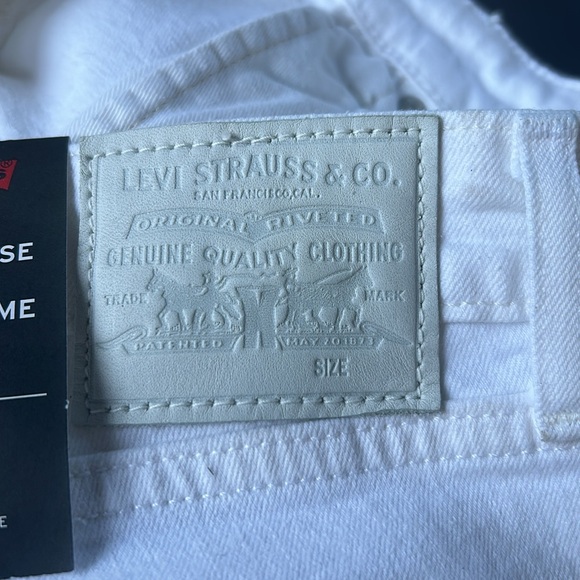 LEVI STRAUSS & CO.
SAN FRANCISCO, CAL.
ORIGINAL RIVETED
GENUINE QUALITY CLOTHING
TRADE MARK
PATENTED MAY 20 1873
SIZE
SE
ME
E